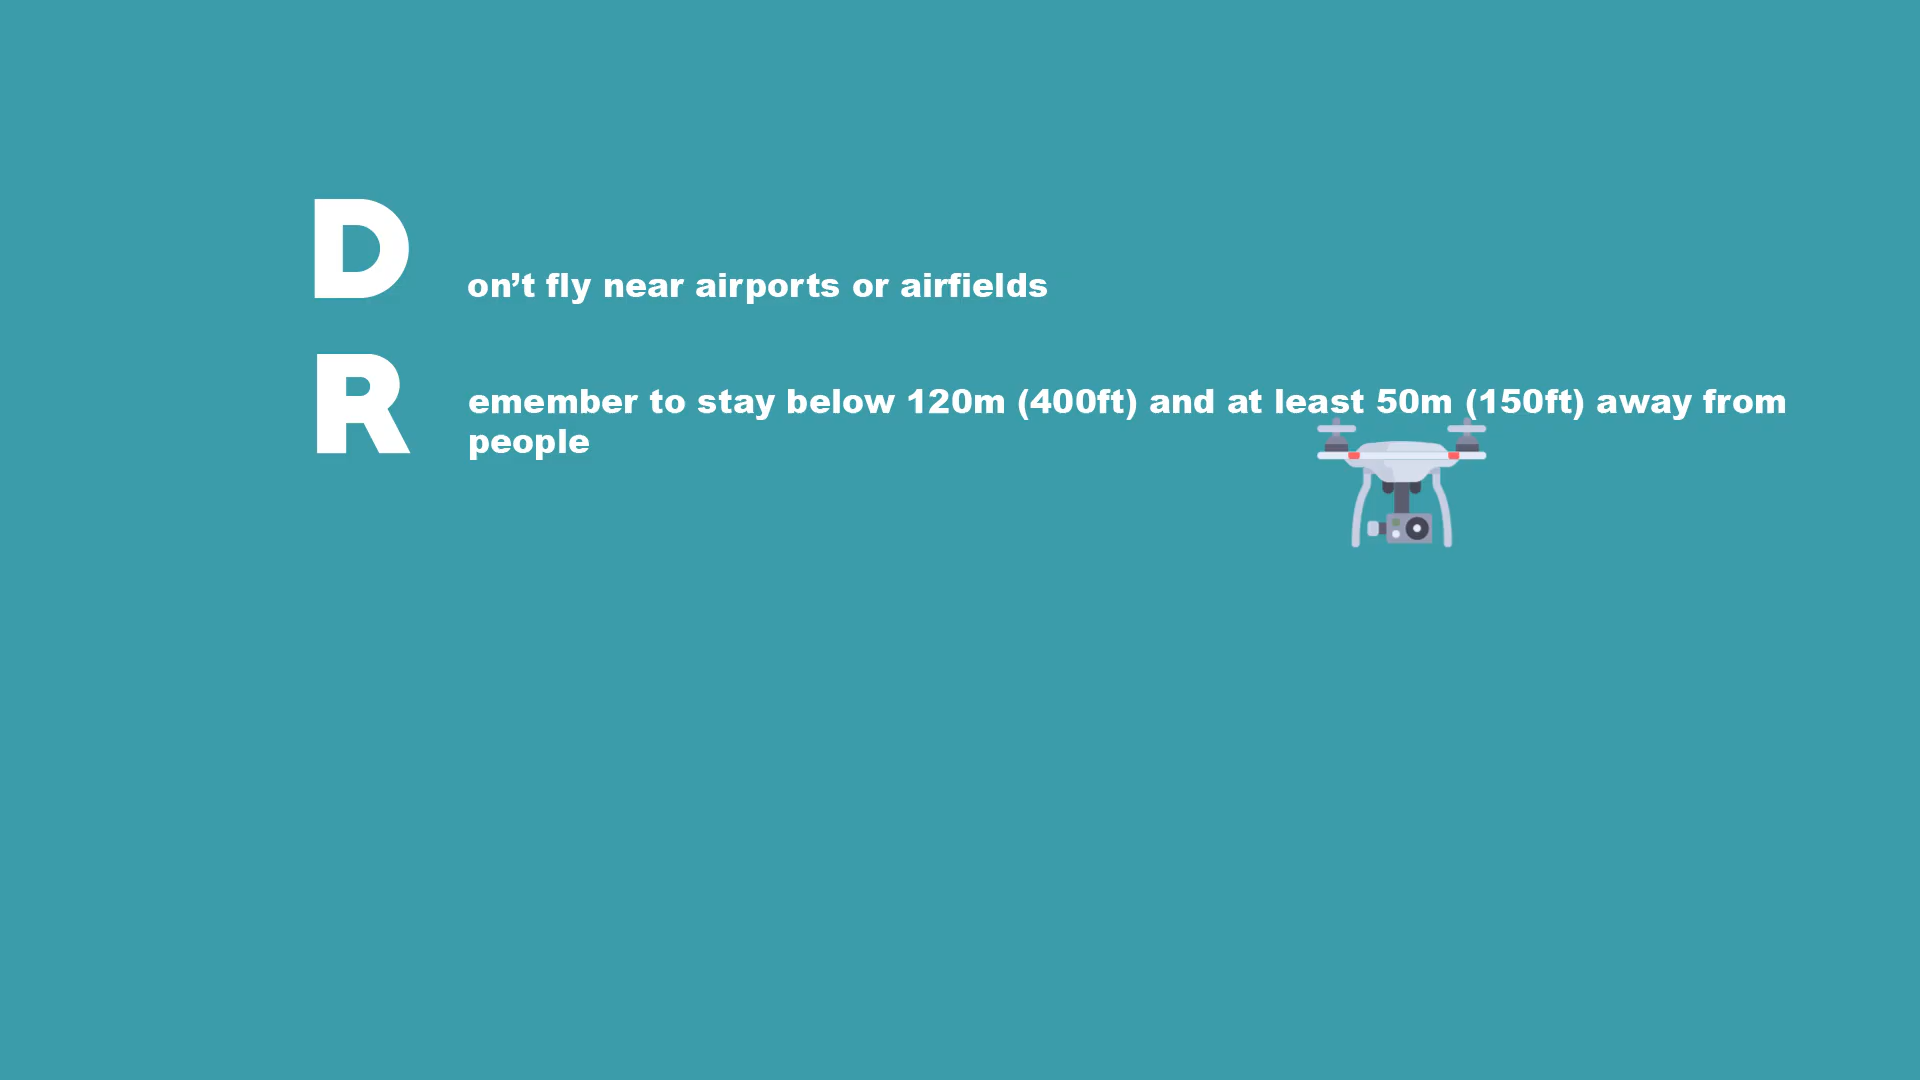 D on’t fly near airports or airfields
R emember to stay below 120m (400ft) and at least 50m (150ft) away from
people